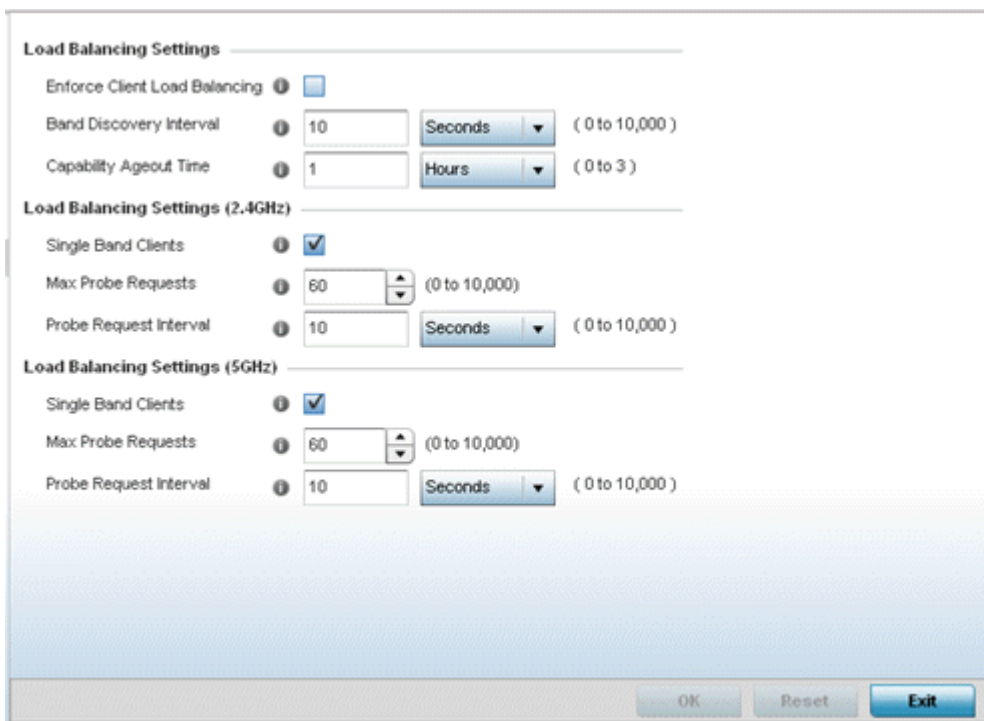 Load Balancing Settings
Enforce Client Load Balancing
Band Discovery Interval 10 Seconds ( 0 to 10,000 )
Capability Ageout Time 1 Hours ( 0 to 3 )
Load Balancing Settings (2.4GHz)
Single Band Clients
Max Probe Requests 60 (0 to 10,000)
Probe Request Interval 10 Seconds ( 0 to 10,000 )
Load Balancing Settings (5GHz)
Single Band Clients
Max Probe Requests 60 (0 to 10,000)
Probe Request Interval 10 Seconds ( 0 to 10,000 )
OK Reset Exit